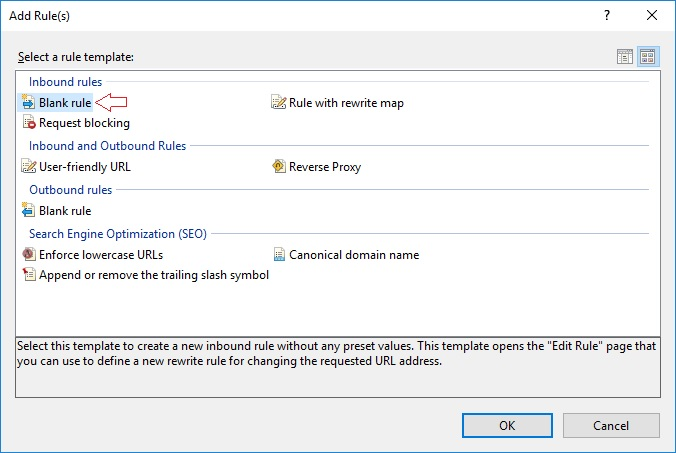 Add Rule(s)
?
Select a rule template:
Inbound rules
Blank rule
Rule with rewrite map
Request blocking
Inbound and Outbound Rules
User-friendly URL
Reverse Proxy
Outbound rules
Blank rule
Search Engine Optimization (SEO)
Enforce lowercase URLs
Canonical domain name
Append or remove the trailing slash symbol
Select this template to create a new inbound rule without any preset values. This template opens the "Edit Rule" page that
you can use to define a new rewrite rule for changing the requested URL address.
OK
Cancel